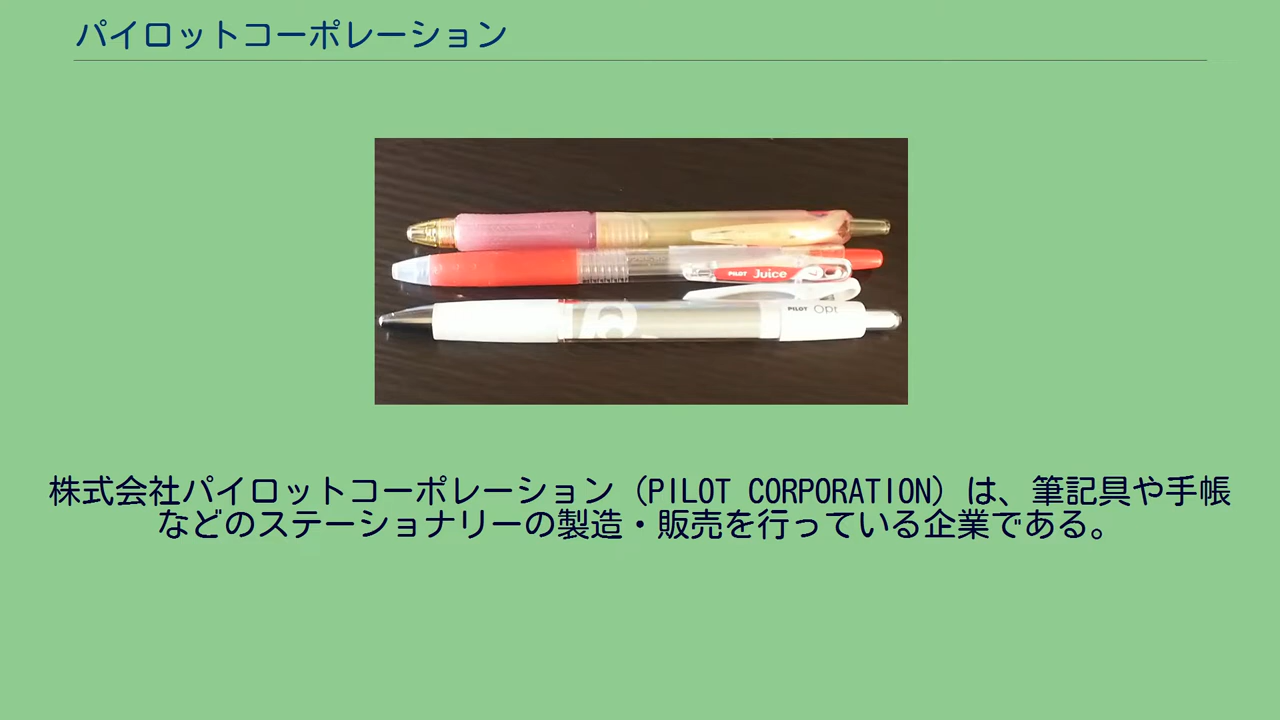 パイロットコーポレーション
PILOT Juice
PILOT Opt
株式会社パイロットコーポレーション（PILOT CORPORATION）は、筆記具や手帳
などのステーショナリーの製造・販売を行っている企業である。